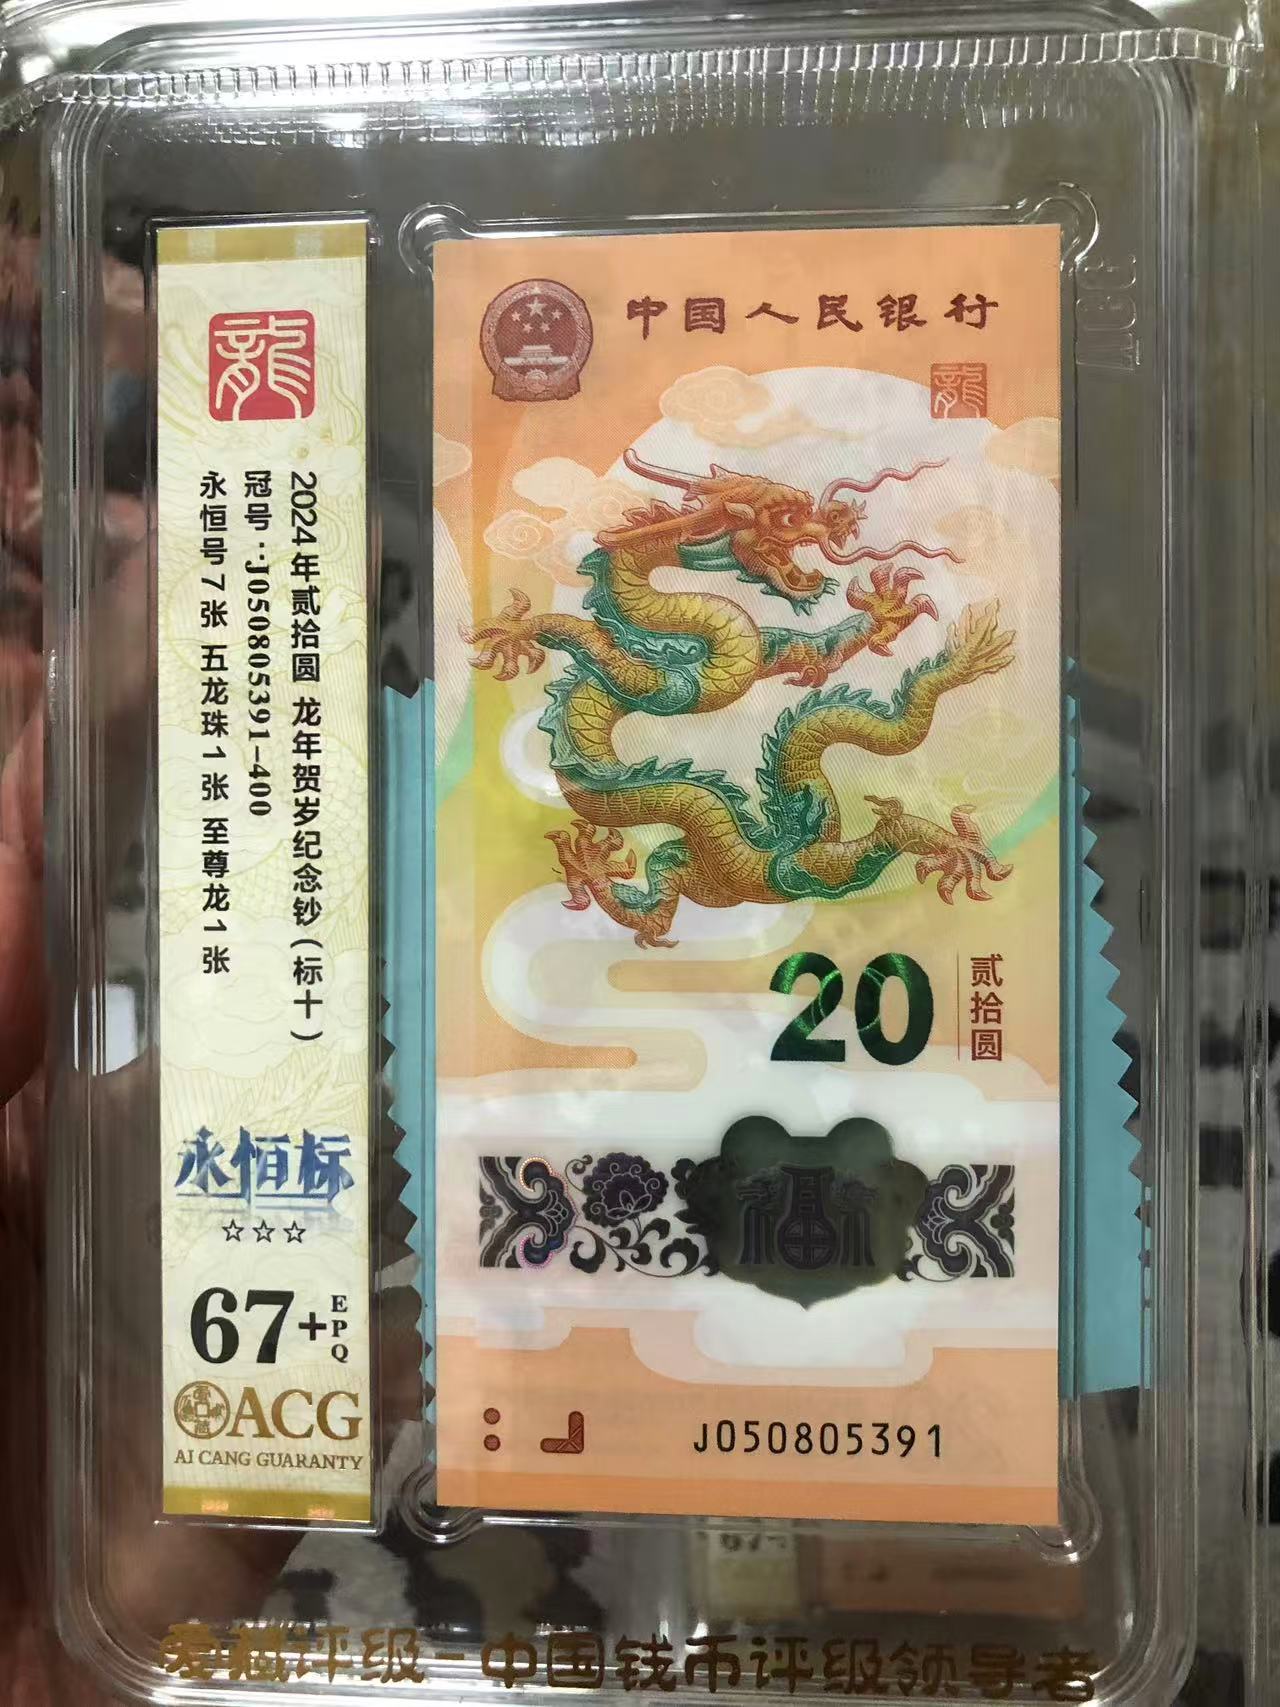 龍
2024年贰拾圆 龙年贺岁纪念钞(标十)
冠号:J050805391-400
永恒号7张 五龙珠1张 至尊龙1张
永恒标
☆☆☆
67+EPQ
ACG
AI CANG GUARANTY
中国人民银行
龍
20
贰拾圆
福
J050805391
ACG
爱藏评级-中国钱币评级领导者